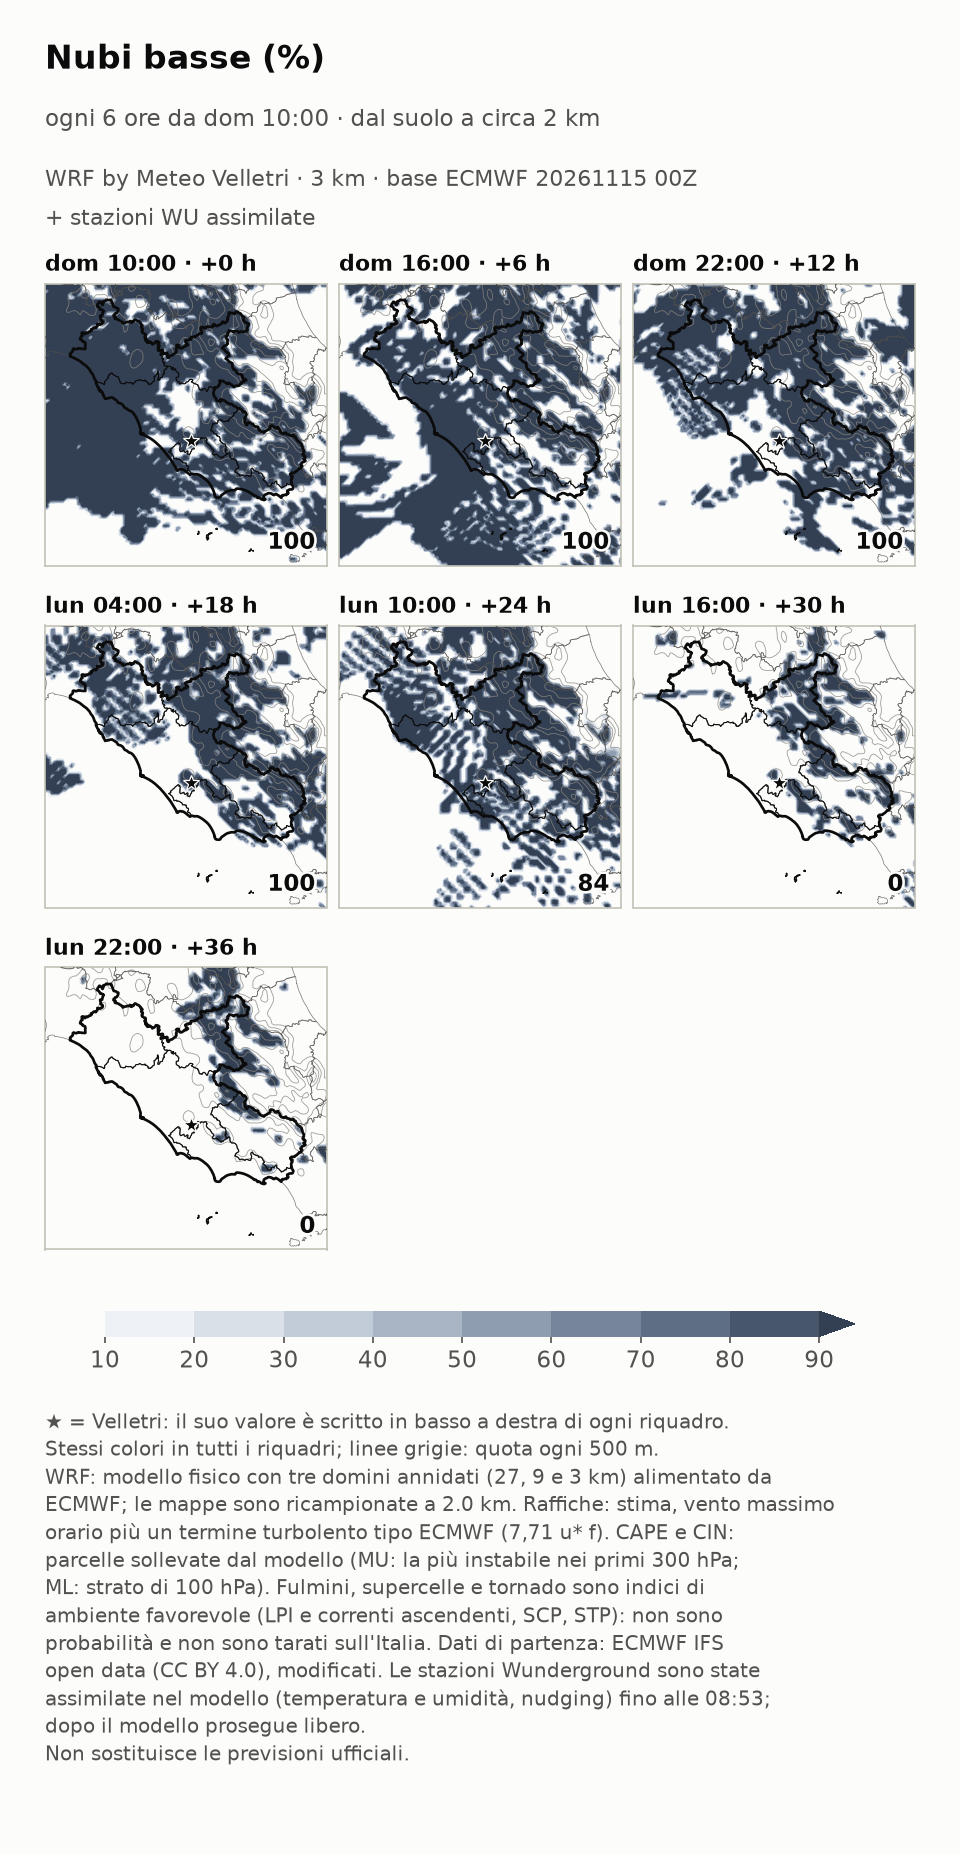 Nubi basse (%)
ogni 6 ore da dom 10:00 · dal suolo a circa 2 km
WRF by Meteo Velletri · 3 km · base ECMWF 20261115 00Z
+ stazioni WU assimilate
dom 10:00 · +0 h
dom 16:00 · +6 h
dom 22:00 · +12 h
100
100
100
lun 04:00 · +18 h
lun 10:00 · +24 h
lun 16:00 · +30 h
100
84
0
lun 22:00 · +36 h
0
10 20 30 40 50 60 70 80 90
★ = Velletri: il suo valore è scritto in basso a destra di ogni riquadro.
Stessi colori in tutti i riquadri; linee grigie: quota ogni 500 m.
WRF: modello fisico con tre domini annidati (27, 9 e 3 km) alimentato da
ECMWF; le mappe sono ricampionate a 2.0 km. Raffiche: stima, vento massimo
orario più un termine turbolento tipo ECMWF (7,71 u* f). CAPE e CIN:
parcelle sollevate dal modello (MU: la più instabile nei primi 300 hPa;
ML: strato di 100 hPa). Fulmini, supercelle e tornado sono indici di
ambiente favorevole (LPI e correnti ascendenti, SCP, STP): non sono
probabilità e non sono tarati sull'Italia. Dati di partenza: ECMWF IFS
open data (CC BY 4.0), modificati. Le stazioni Wunderground sono state
assimilate nel modello (temperatura e umidità, nudging) fino alle 08:53;
dopo il modello prosegue libero.
Non sostituisce le previsioni ufficiali.